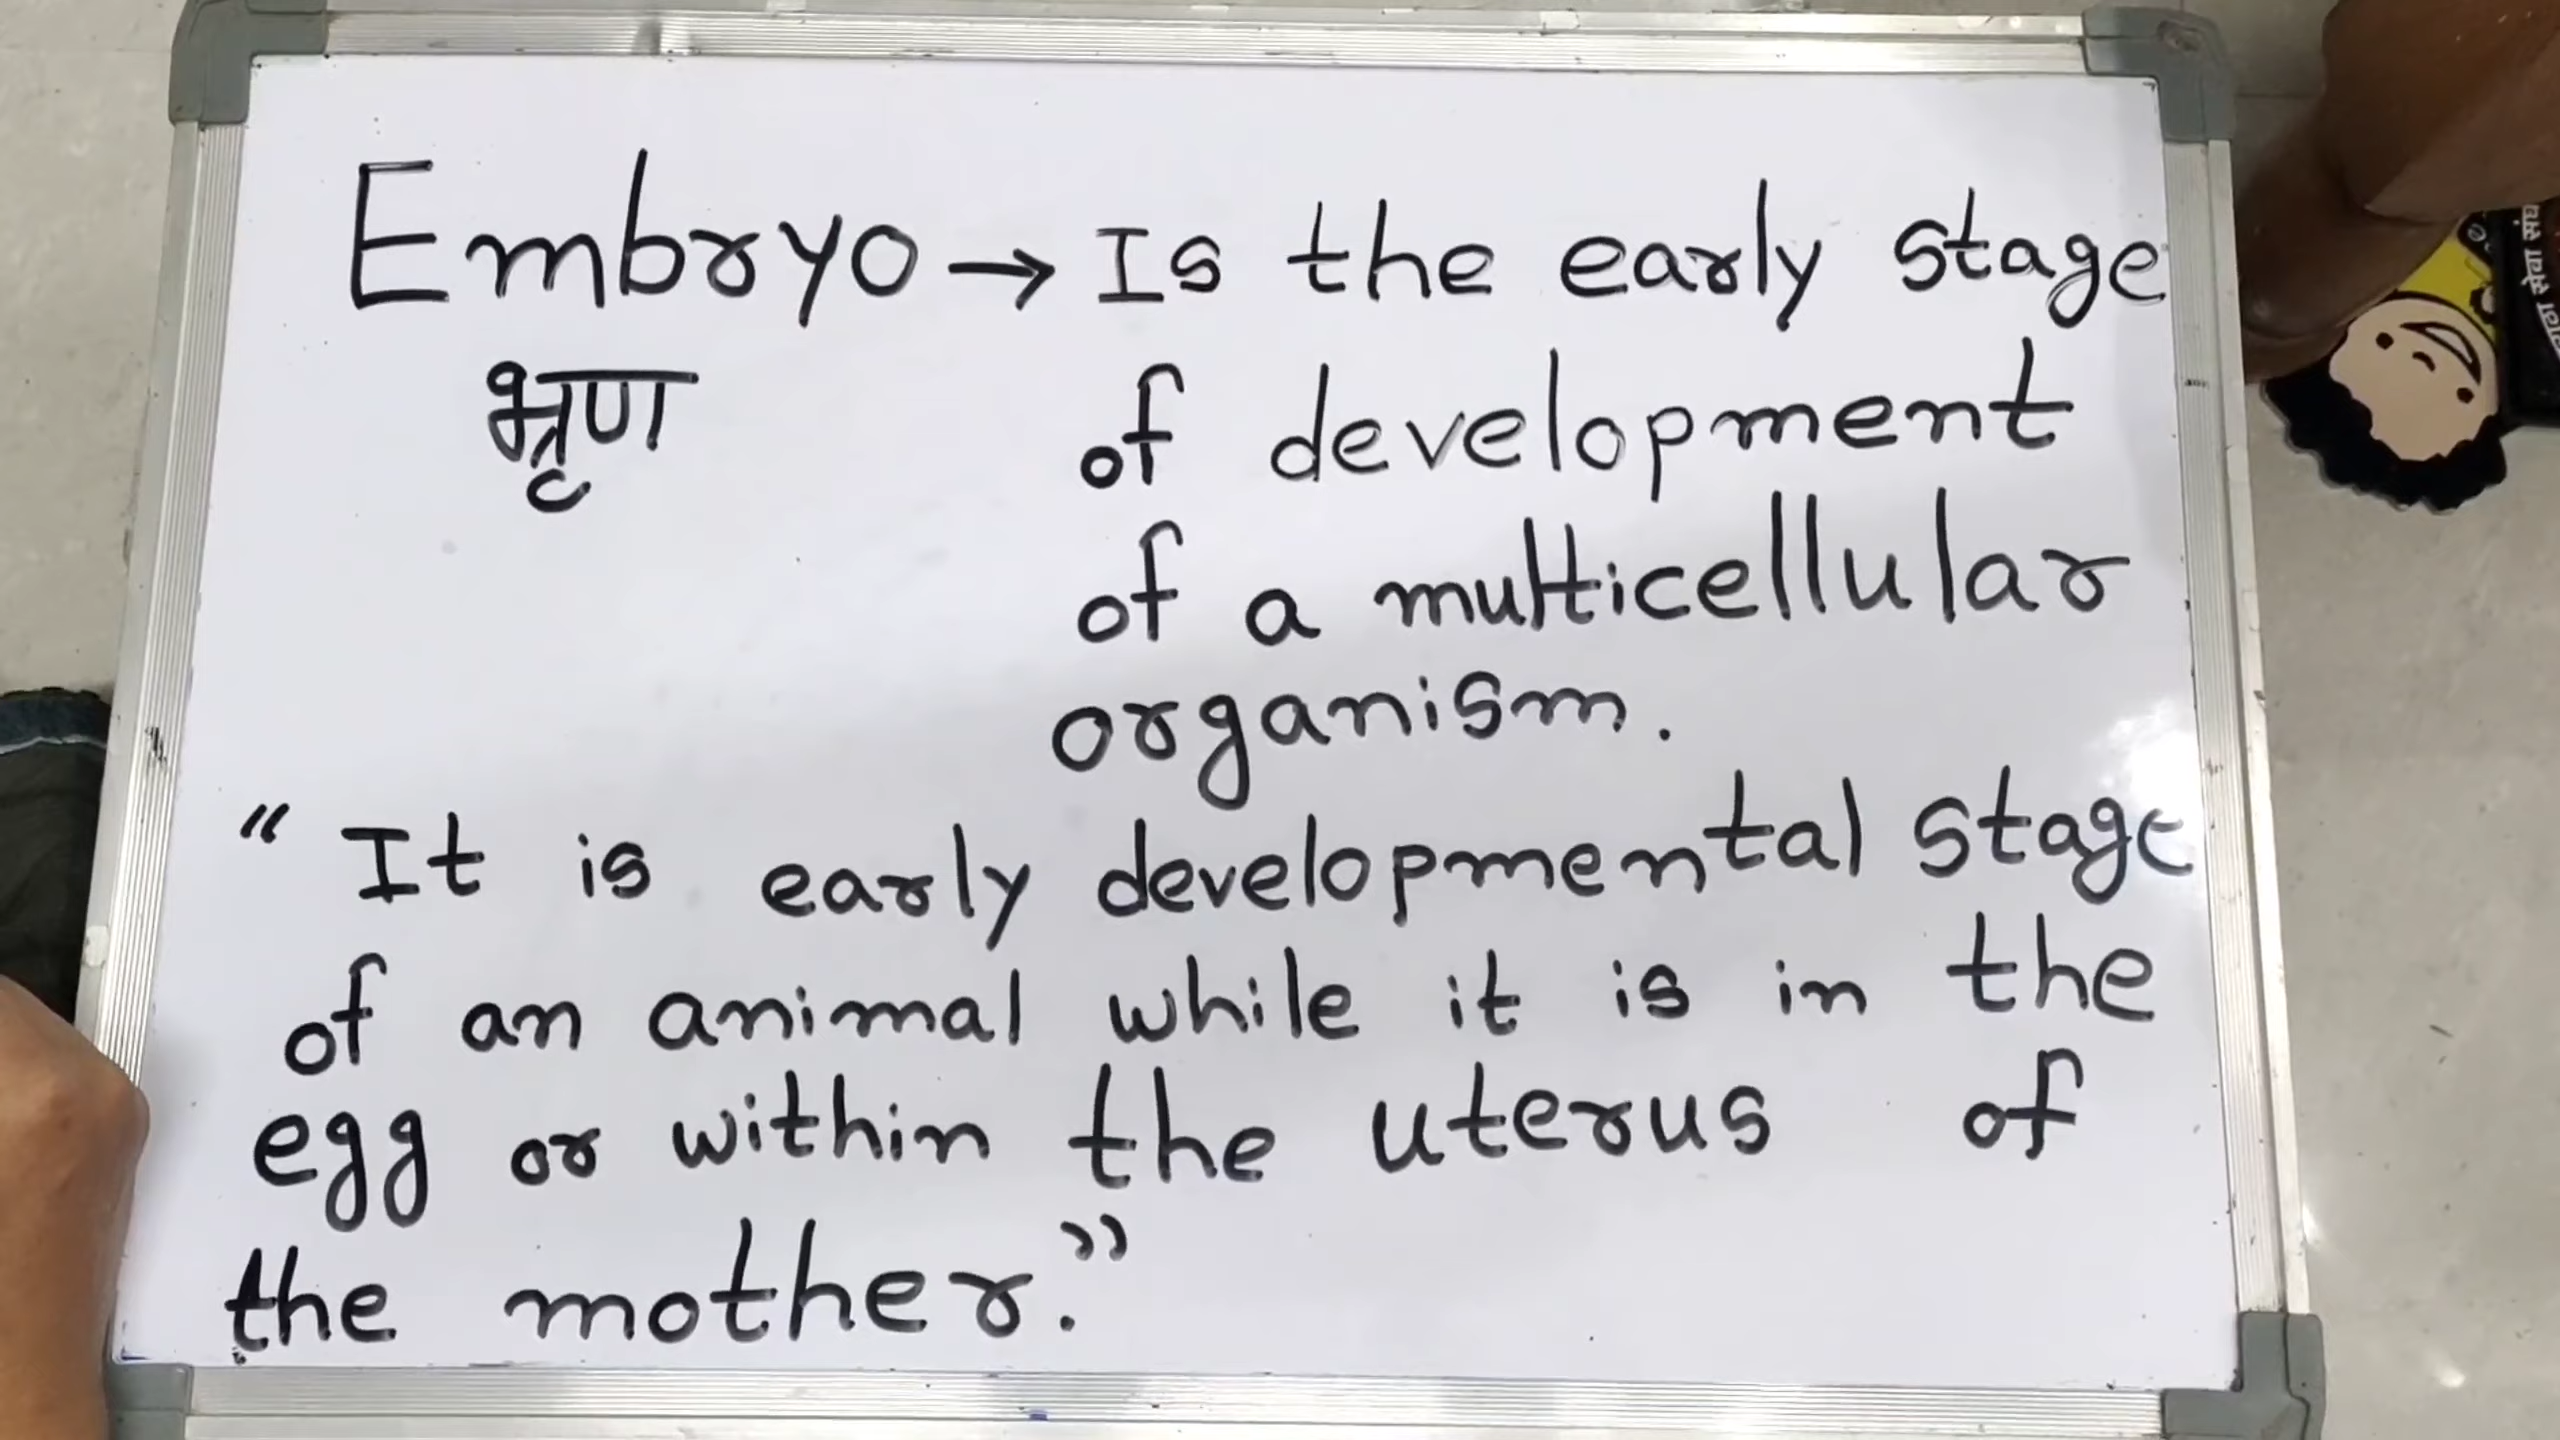 Embryo → Is the early stage
भ्रूण
of development
of a multicellular
organism.
“It is early developmental stage
of an animal while it is in the
egg or within the uterus of
the mother.”